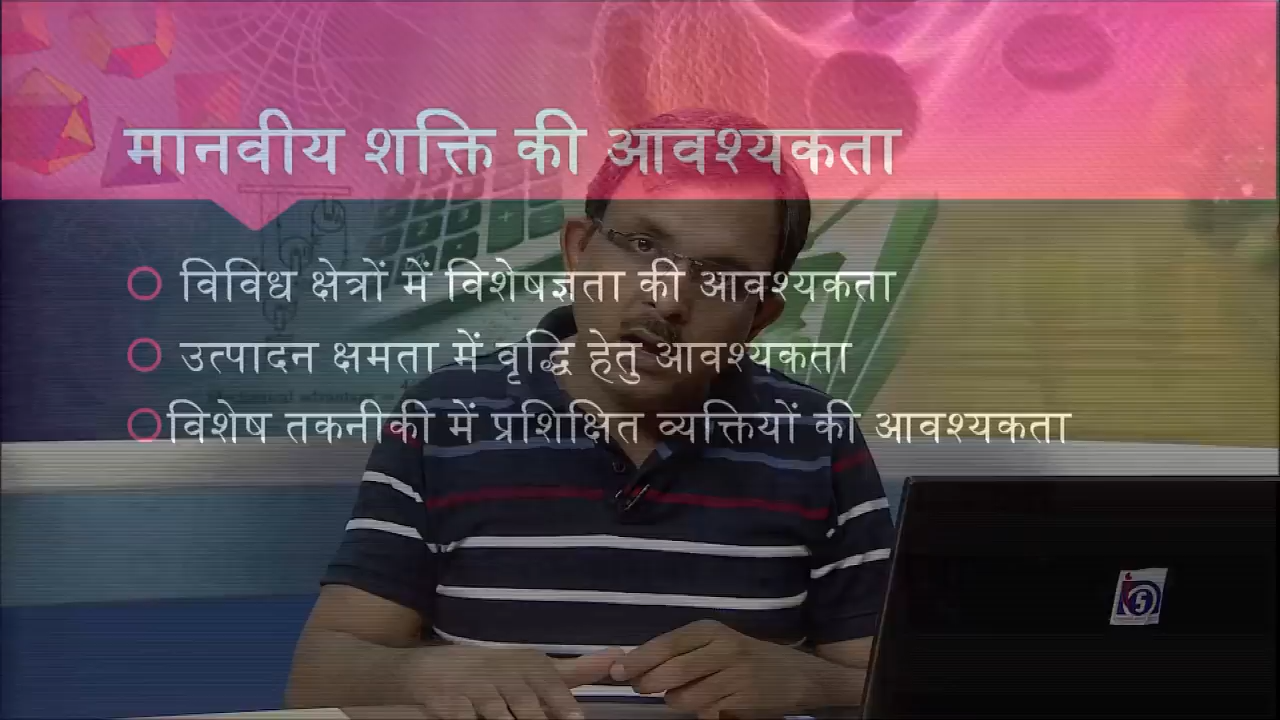 मानवीय शक्ति की आवश्यकता
विविध क्षेत्रों में विशेषज्ञता की आवश्यकता
उत्पादन क्षमता में वृद्धि हेतु आवश्यकता
विशेष तकनीकी में प्रशिक्षित व्यक्तियों की आवश्यकता